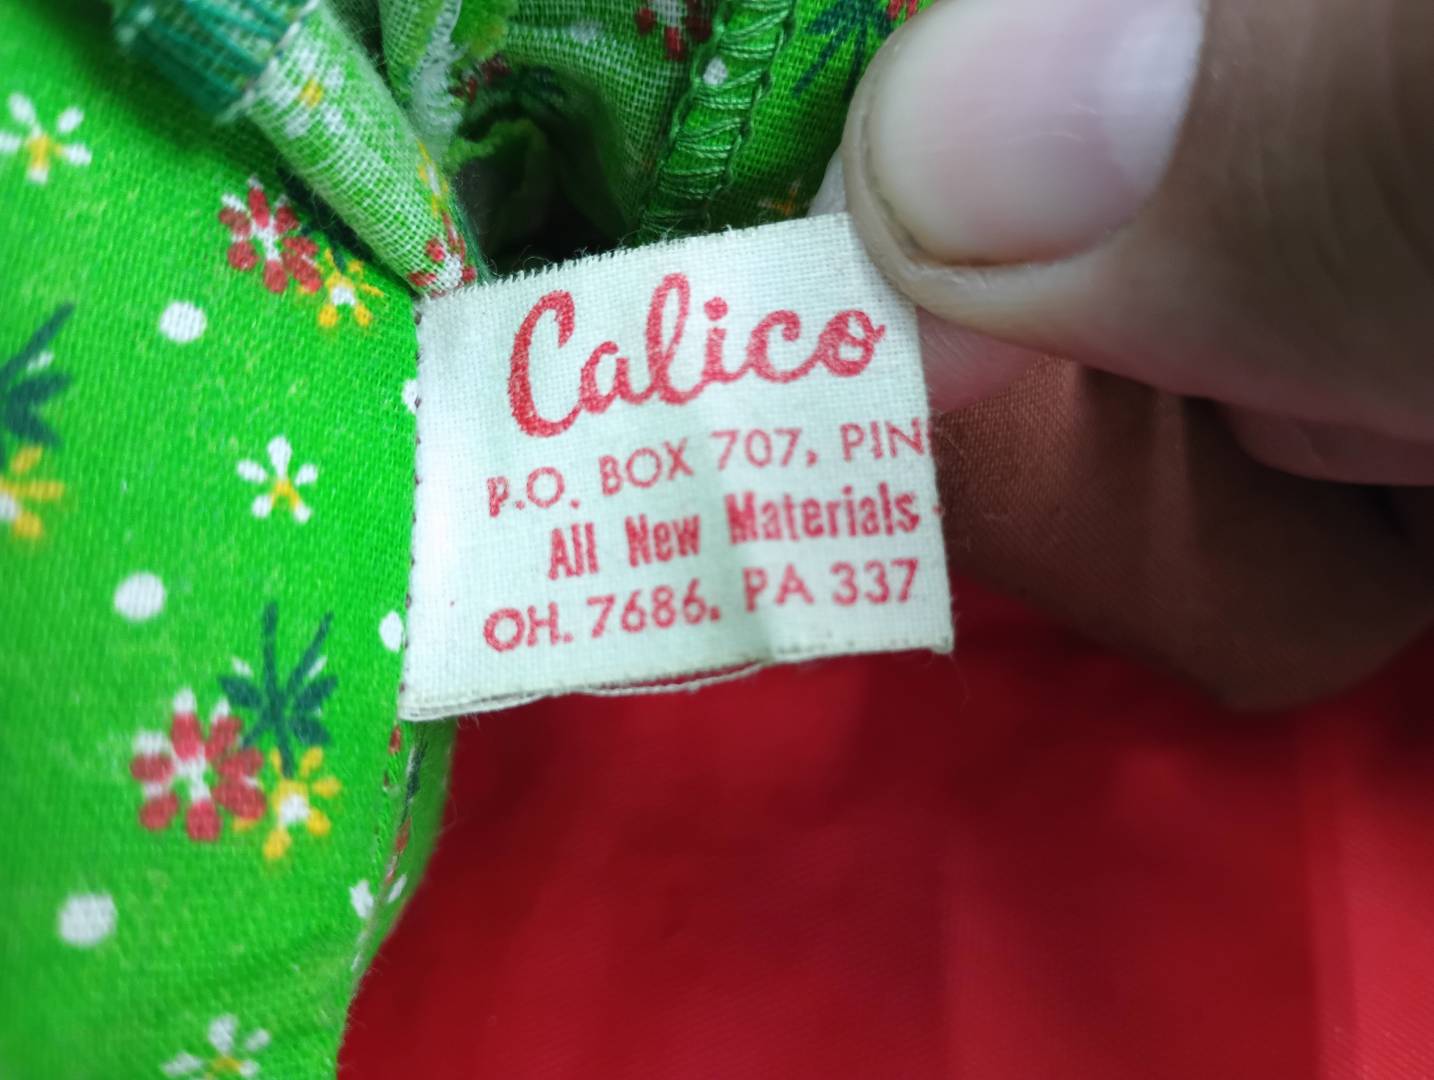 Calico
P.O. BOX 707, PIN
All New Materials
OH. 7686. PA 337